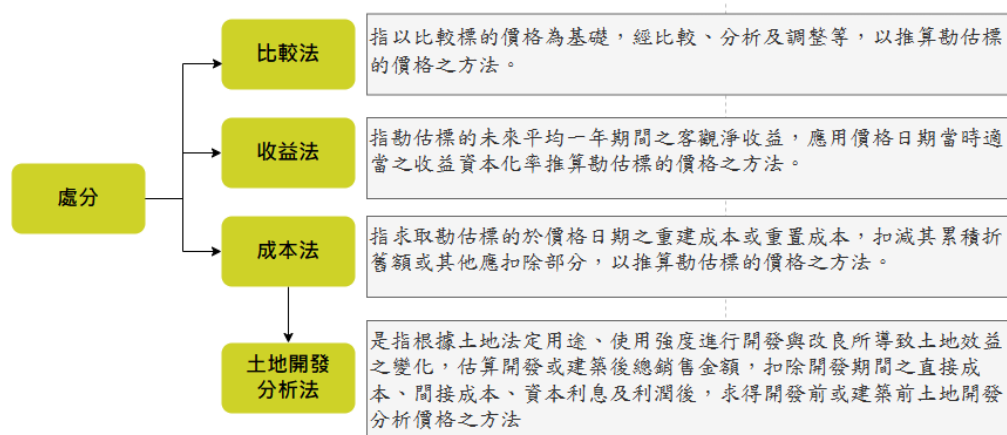 比較法
指以比較標的價格為基礎，經比較、分析及調整等，以推算勘估標
的價格之方法。
收益法
指勘估標的未來平均一年期間之客觀淨收益，應用價格日期當時適
當之收益資本化率推算勘估標的價格之方法。
處分
成本法
指求取勘估標的於價格日期之重建成本或重置成本，扣減其累積折
舊額或其他應扣除部分，以推算勘估標的價格之方法。
土地開發
分析法
是指根據土地法定用途、使用強度進行開發與改良所導致土地效益
之變化，估算開發或建築後總銷售金額，扣除開發期間之直接成
本、間接成本、資本利息及利潤後，求得開發前或建築前土地開發
分析價格之方法